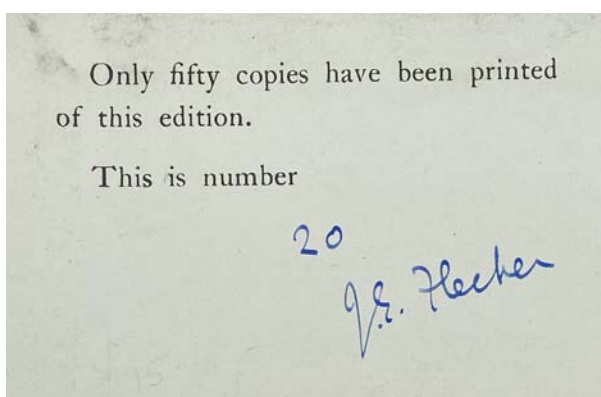 Only fifty copies have been printed
of this edition.
This is number
20
J.E. Flecker